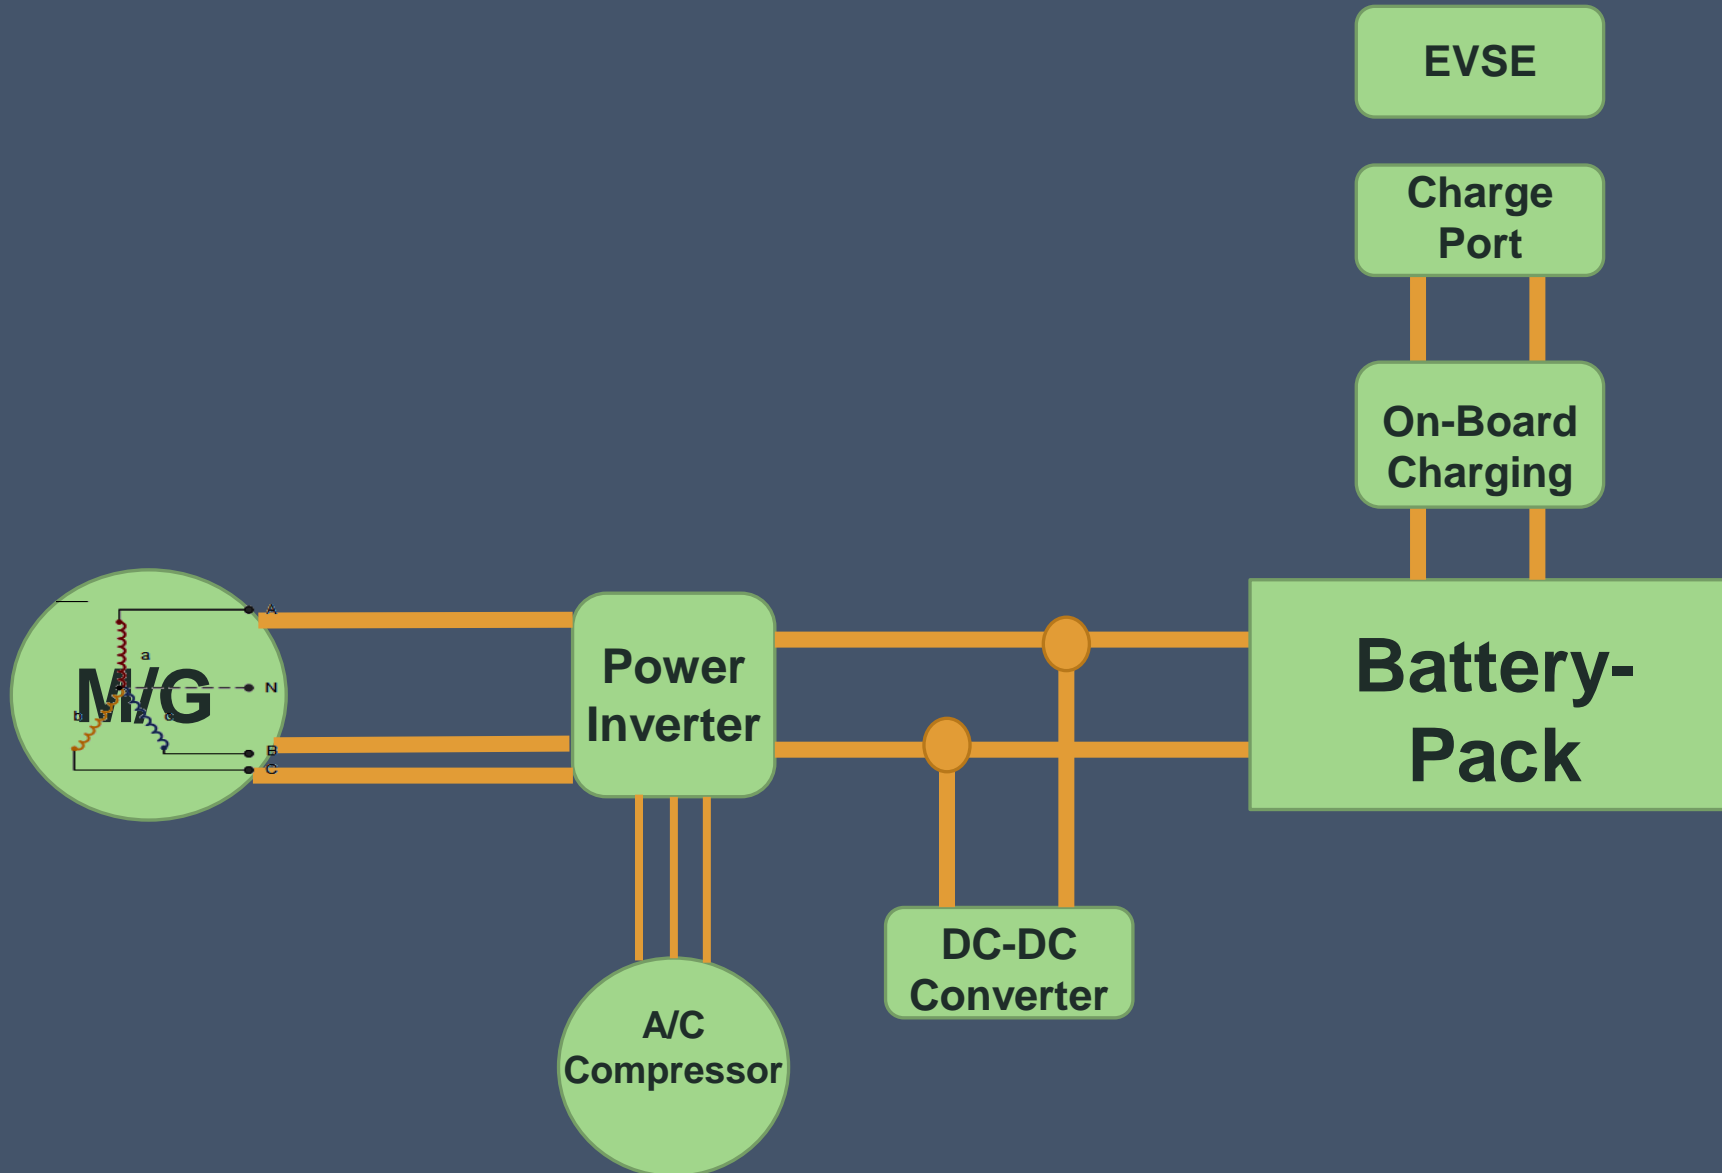 EVSE
Charge
Port
On-Board
Charging
A
a
N
M/G
b
c
B
C
Power
Inverter
Battery-
Pack
DC-DC
Converter
A/C
Compressor